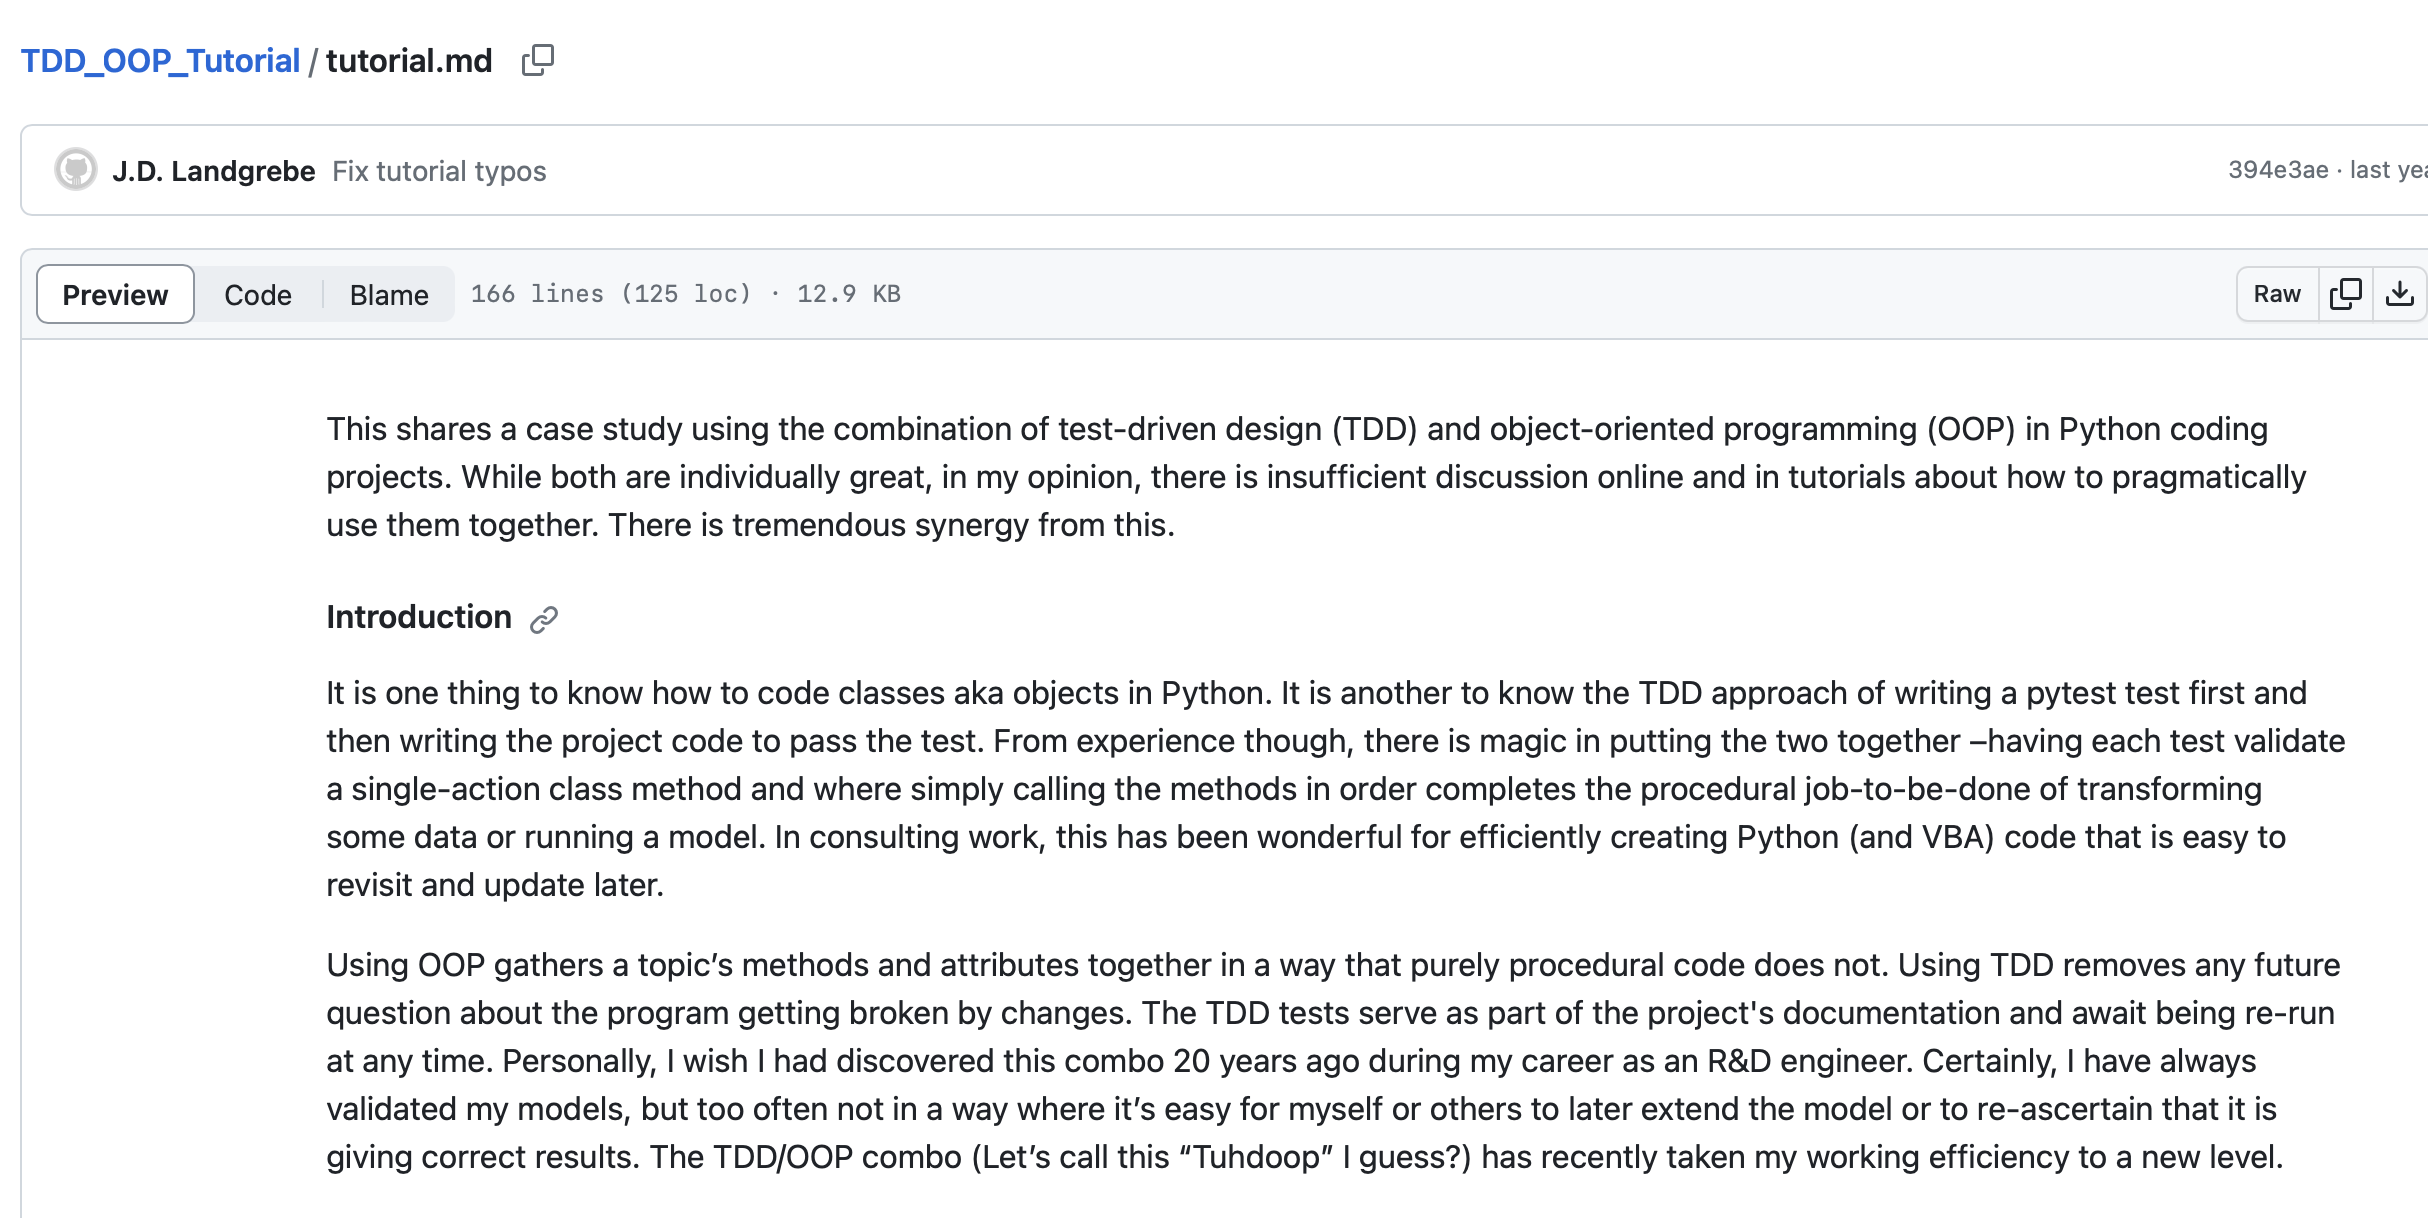 TDD_OOP_Tutorial / tutorial.md
J.D. Landgrebe Fix tutorial typos
394e3ae · last yea
Preview Code Blame 166 lines (125 loc) · 12.9 KB
Raw
This shares a case study using the combination of test-driven design (TDD) and object-oriented programming (OOP) in Python coding
projects. While both are individually great, in my opinion, there is insufficient discussion online and in tutorials about how to pragmatically
use them together. There is tremendous synergy from this.
Introduction
It is one thing to know how to code classes aka objects in Python. It is another to know the TDD approach of writing a pytest test first and
then writing the project code to pass the test. From experience though, there is magic in putting the two together –having each test validate
a single-action class method and where simply calling the methods in order completes the procedural job-to-be-done of transforming
some data or running a model. In consulting work, this has been wonderful for efficiently creating Python (and VBA) code that is easy to
revisit and update later.
Using OOP gathers a topic’s methods and attributes together in a way that purely procedural code does not. Using TDD removes any future
question about the program getting broken by changes. The TDD tests serve as part of the project's documentation and await being re-run
at any time. Personally, I wish I had discovered this combo 20 years ago during my career as an R&D engineer. Certainly, I have always
validated my models, but too often not in a way where it’s easy for myself or others to later extend the model or to re-ascertain that it is
giving correct results. The TDD/OOP combo (Let’s call this “Tuhdoop” I guess?) has recently taken my working efficiency to a new level.